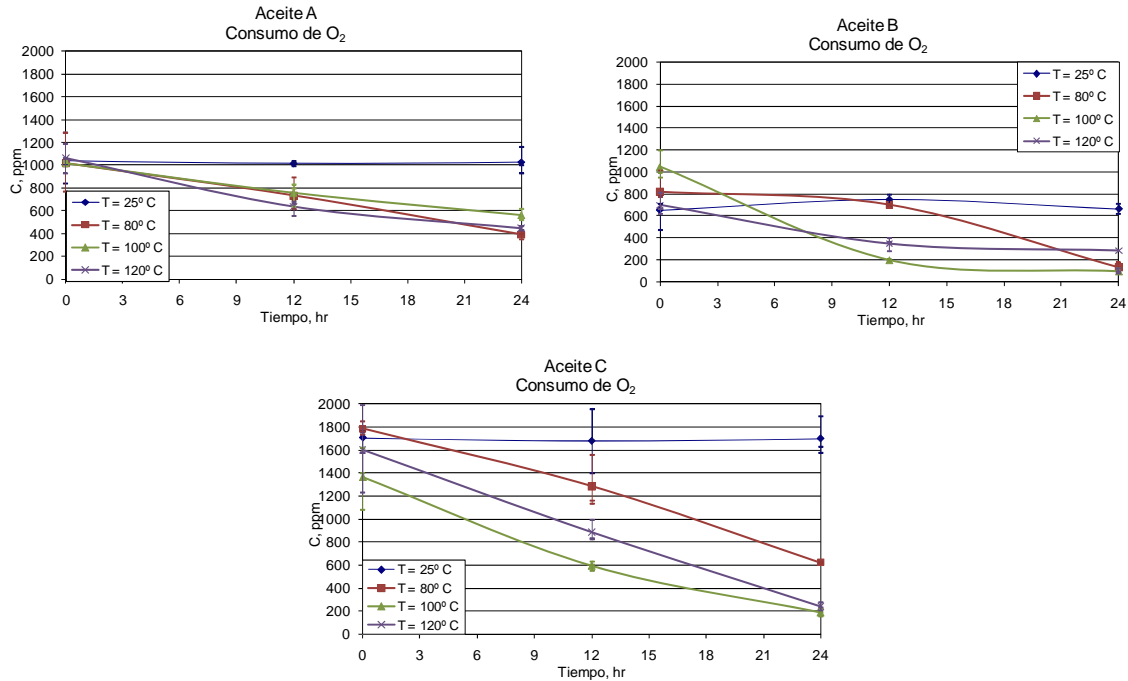 Aceite A
Consumo de O₂
2000
1800
1600
1400
1200
1000
800
600
400
200
0
C, ppm
T = 25º C
T = 80º C
T = 100º C
T = 120º C
0 3 6 9 12 15 18 21 24
Tiempo, hr
Aceite B
Consumo de O₂
2000
1800
1600
1400
1200
1000
800
600
400
200
0
C, ppm
T = 25º C
T = 80º C
T = 100º C
T = 120º C
0 3 6 9 12 15 18 21 24
Tiempo, hr
Aceite C
Consumo de O₂
2000
1800
1600
1400
1200
1000
800
600
400
200
0
C, ppm
T = 25º C
T = 80º C
T = 100º C
T = 120º C
0 3 6 9 12 15 18 21 24
Tiempo, hr